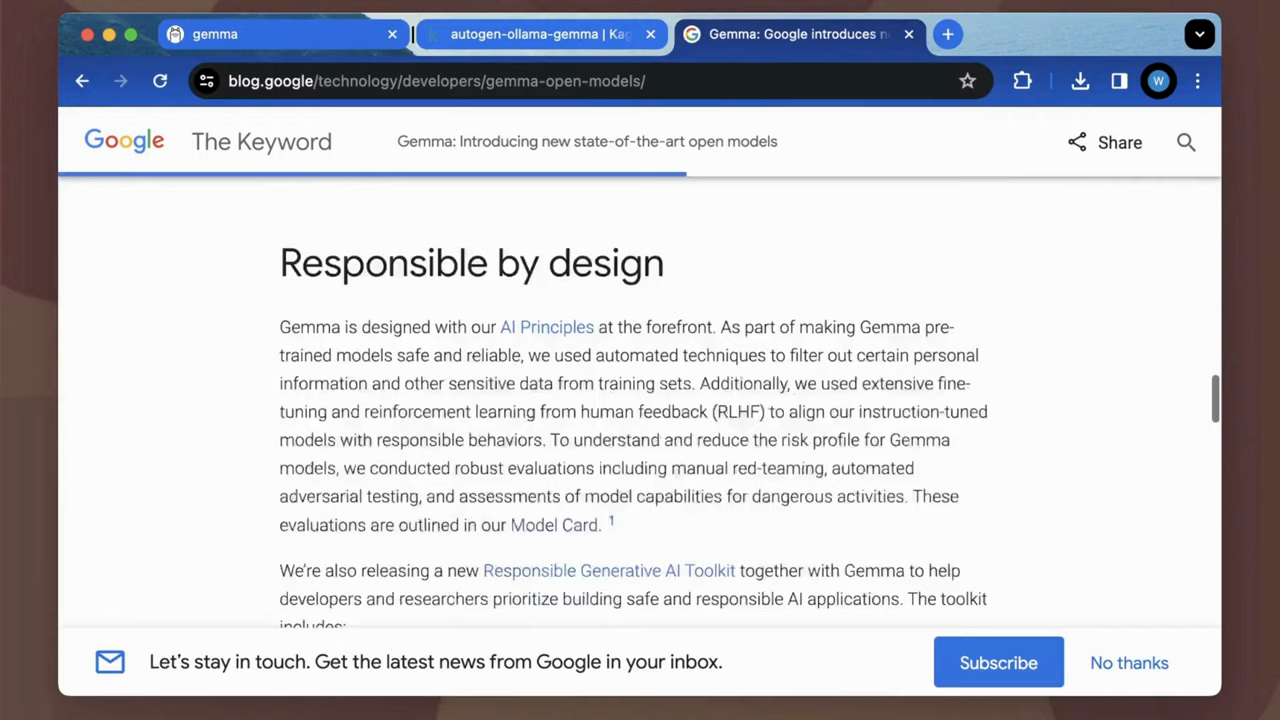 gemma
autogen-ollama-gemma | Kag
Gemma: Google introduces n
blog.google/technology/developers/gemma-open-models/
W
Google The Keyword
Gemma: Introducing new state-of-the-art open models
Share
Responsible by design
Gemma is designed with our AI Principles at the forefront. As part of making Gemma pre-
trained models safe and reliable, we used automated techniques to filter out certain personal
information and other sensitive data from training sets. Additionally, we used extensive fine-
tuning and reinforcement learning from human feedback (RLHF) to align our instruction-tuned
models with responsible behaviors. To understand and reduce the risk profile for Gemma
models, we conducted robust evaluations including manual red-teaming, automated
adversarial testing, and assessments of model capabilities for dangerous activities. These
evaluations are outlined in our Model Card. 1
We're also releasing a new Responsible Generative AI Toolkit together with Gemma to help
developers and researchers prioritize building safe and responsible AI applications. The toolkit
includes:
Let's stay in touch. Get the latest news from Google in your inbox.
Subscribe
No thanks